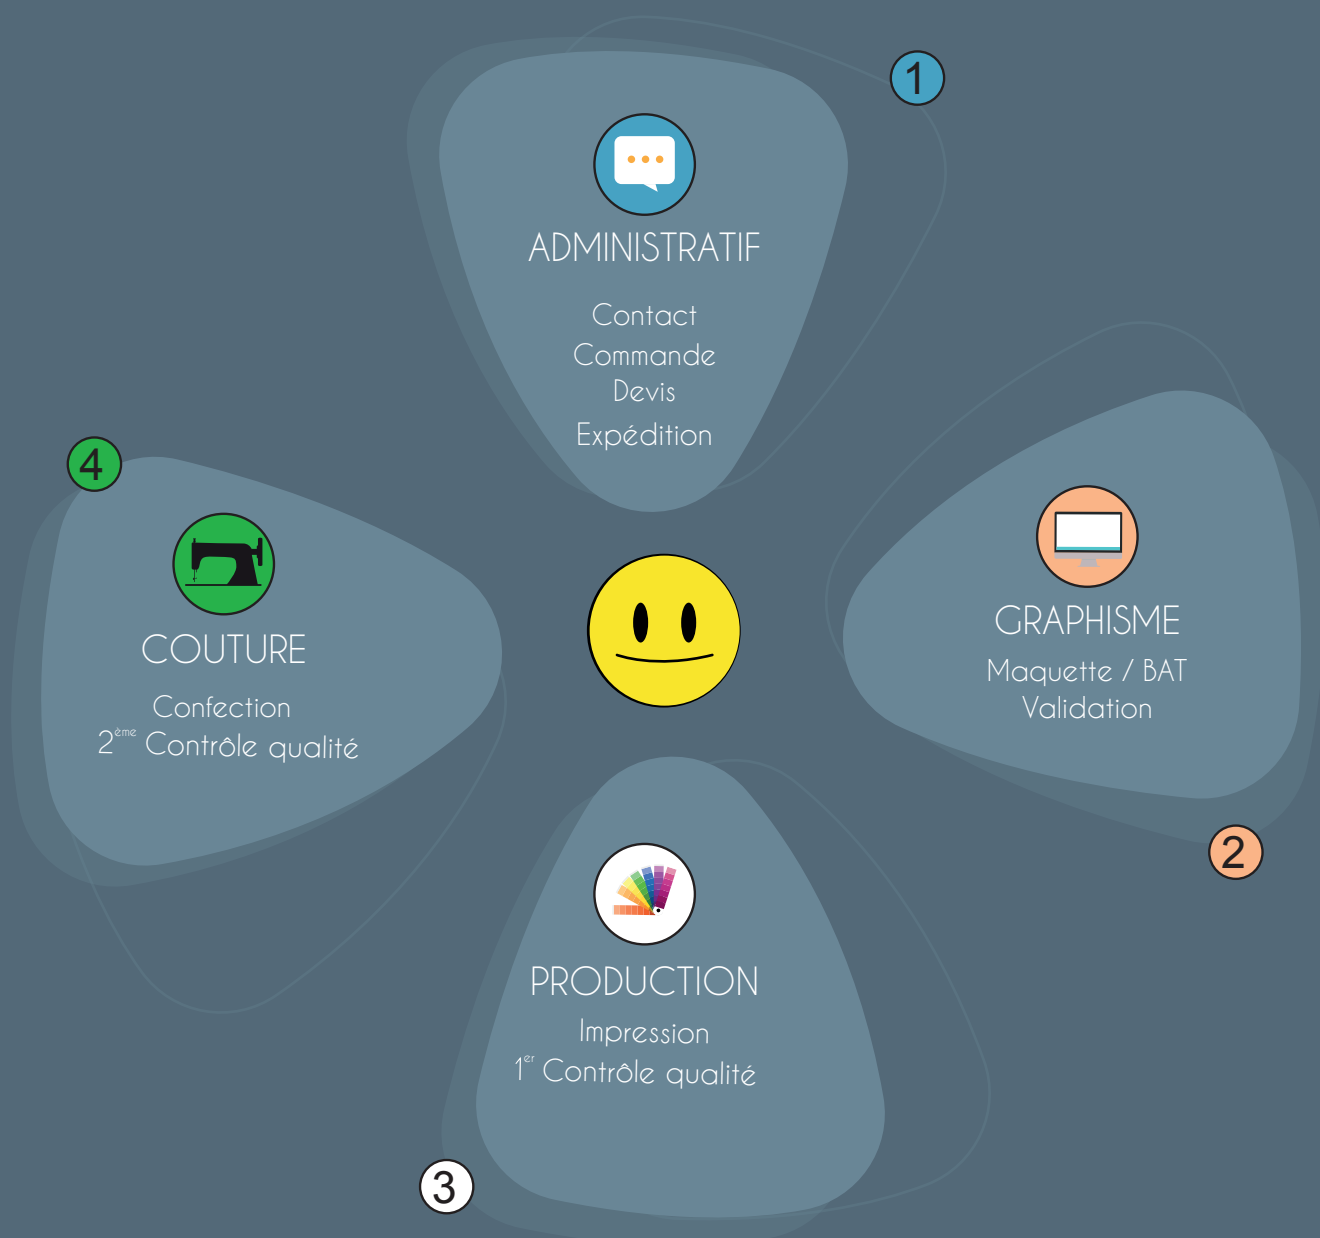 1
ADMINISTRATIF
Contact
Commande
Devis
Expédition
2
GRAPHISME
Maquette / BAT
Validation
3
PRODUCTION
Impression
1er Contrôle qualité
4
COUTURE
Confection
2ème Contrôle qualité